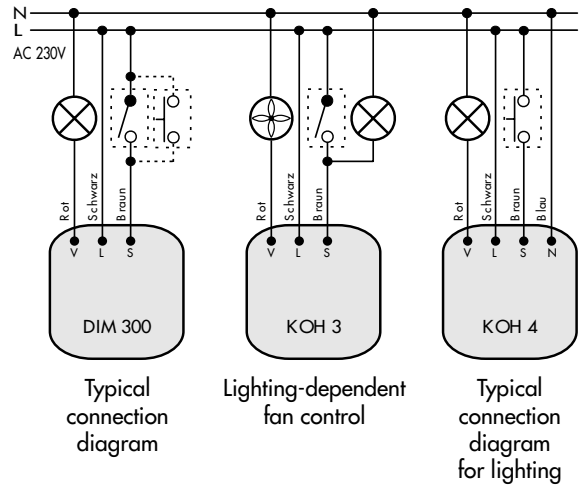 N
L
AC 230V
Rot Schwarz Braun
Rot Schwarz Braun
Rot Schwarz Braun Blau
V L S
V L S
V L S N
DIM 300
KOH 3
KOH 4
Typical
connection
diagram
Lighting-dependent
fan control
Typical
connection
diagram
for lighting